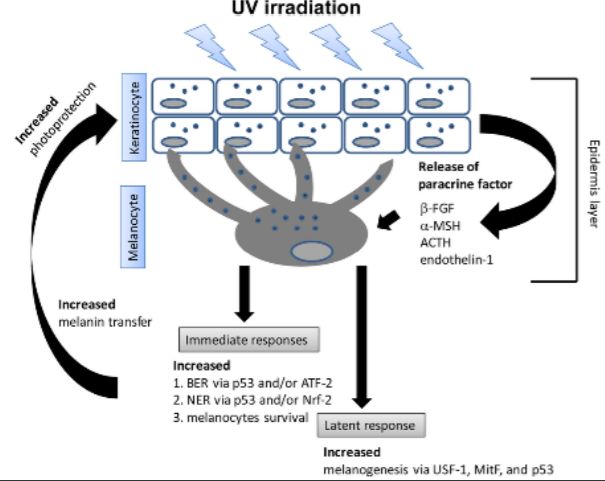 UV irradiation
Increased
photoprotection
Keratinocyte
Melanocyte
Epidermis layer
Release of
paracrine factor
β-FGF
α-MSH
ACTH
endothelin-1
Increased
melanin transfer
Immediate responses
Increased
1. BER via p53 and/or ATF-2
2. NER via p53 and/or Nrf-2
3. melanocytes survival
Latent response
Increased
melanogenesis via USF-1, MitF, and p53